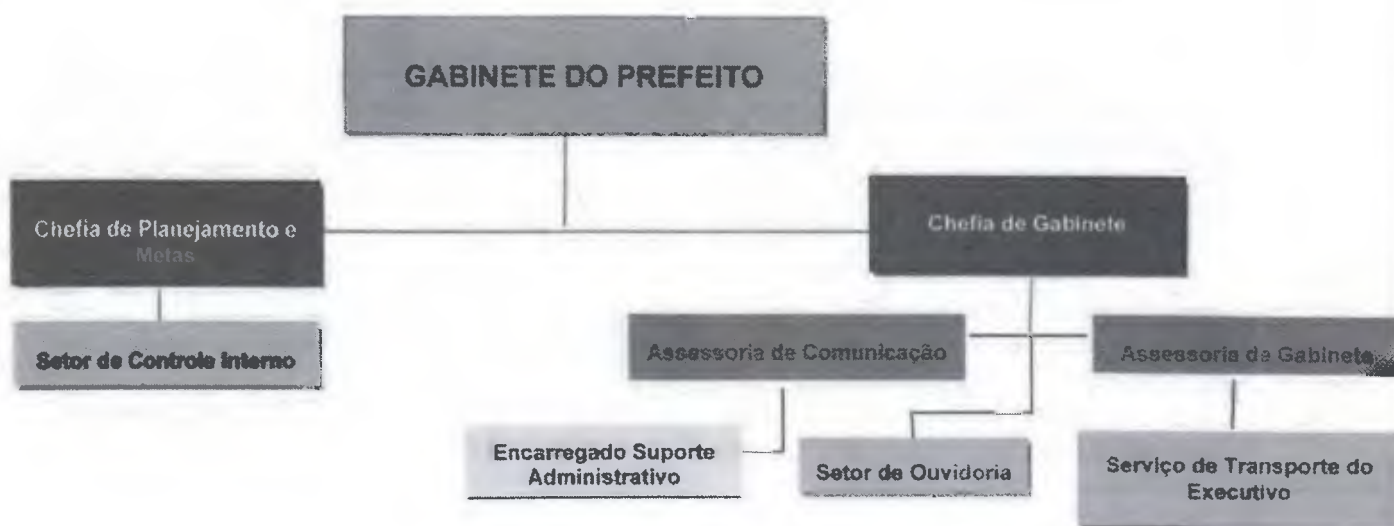 GABINETE DO PREFEITO
Chefia de Planejamento e
Metas
Chefia de Gabinete
Setor de Controle Interno
Assessoria de Comunicação
Assessoria de Gabinete
Encarregado Suporte
Administrativo
Setor de Ouvidoria
Serviço de Transporte do
Executivo